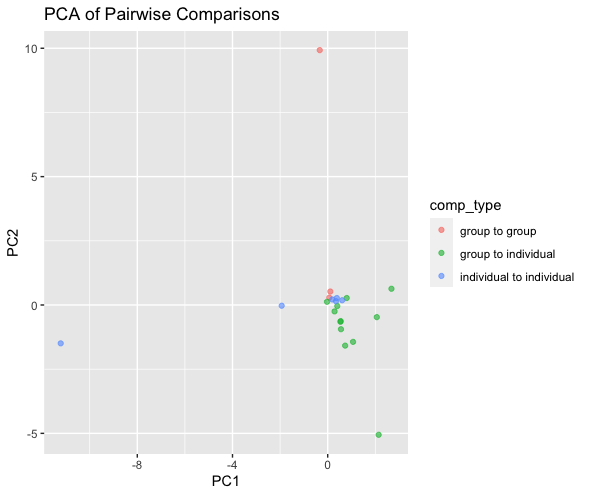 PCA of Pairwise Comparisons
10
5
0
-5
PC2
-8
-4
0
PC1
comp_type
group to group
group to individual
individual to individual